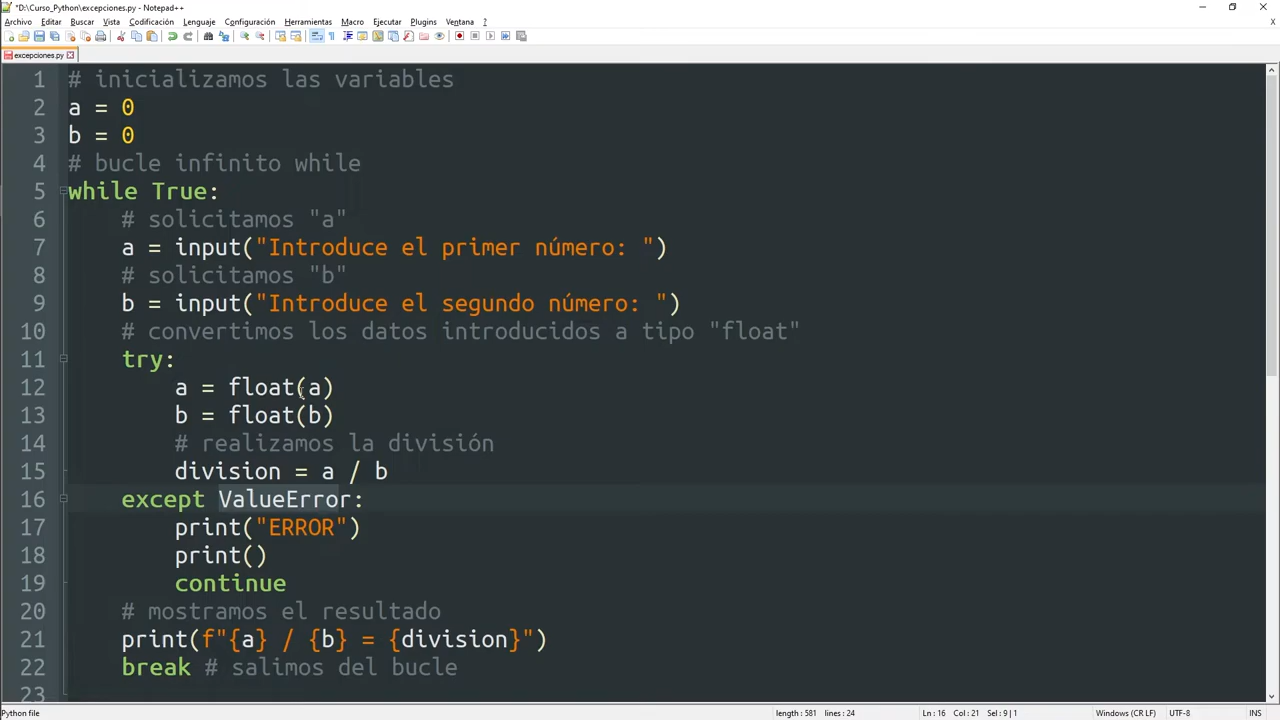 *D:\Curso_Python\excepciones.py - Notepad++
Archivo Editar Buscar Vista Codificación Lenguaje Configuración Herramientas Macro Ejecutar Plugins Ventana ?
excepciones.py
1 # inicializamos las variables
2 a = 0
3 b = 0
4 # bucle infinito while
5 while True:
6 # solicitamos "a"
7 a = input("Introduce el primer número: ")
8 # solicitamos "b"
9 b = input("Introduce el segundo número: ")
10 # convertimos los datos introducidos a tipo "float"
11 try:
12 a = float(a)
13 b = float(b)
14 # realizamos la división
15 division = a / b
16 except ValueError:
17 print("ERROR")
18 print()
19 continue
20 # mostramos el resultado
21 print(f"{a} / {b} = {division}")
22 break # salimos del bucle
23
Python file length : 581 lines : 24 Ln : 16 Col : 21 Sel : 9 | 1 Windows (CR LF) UTF-8 INS